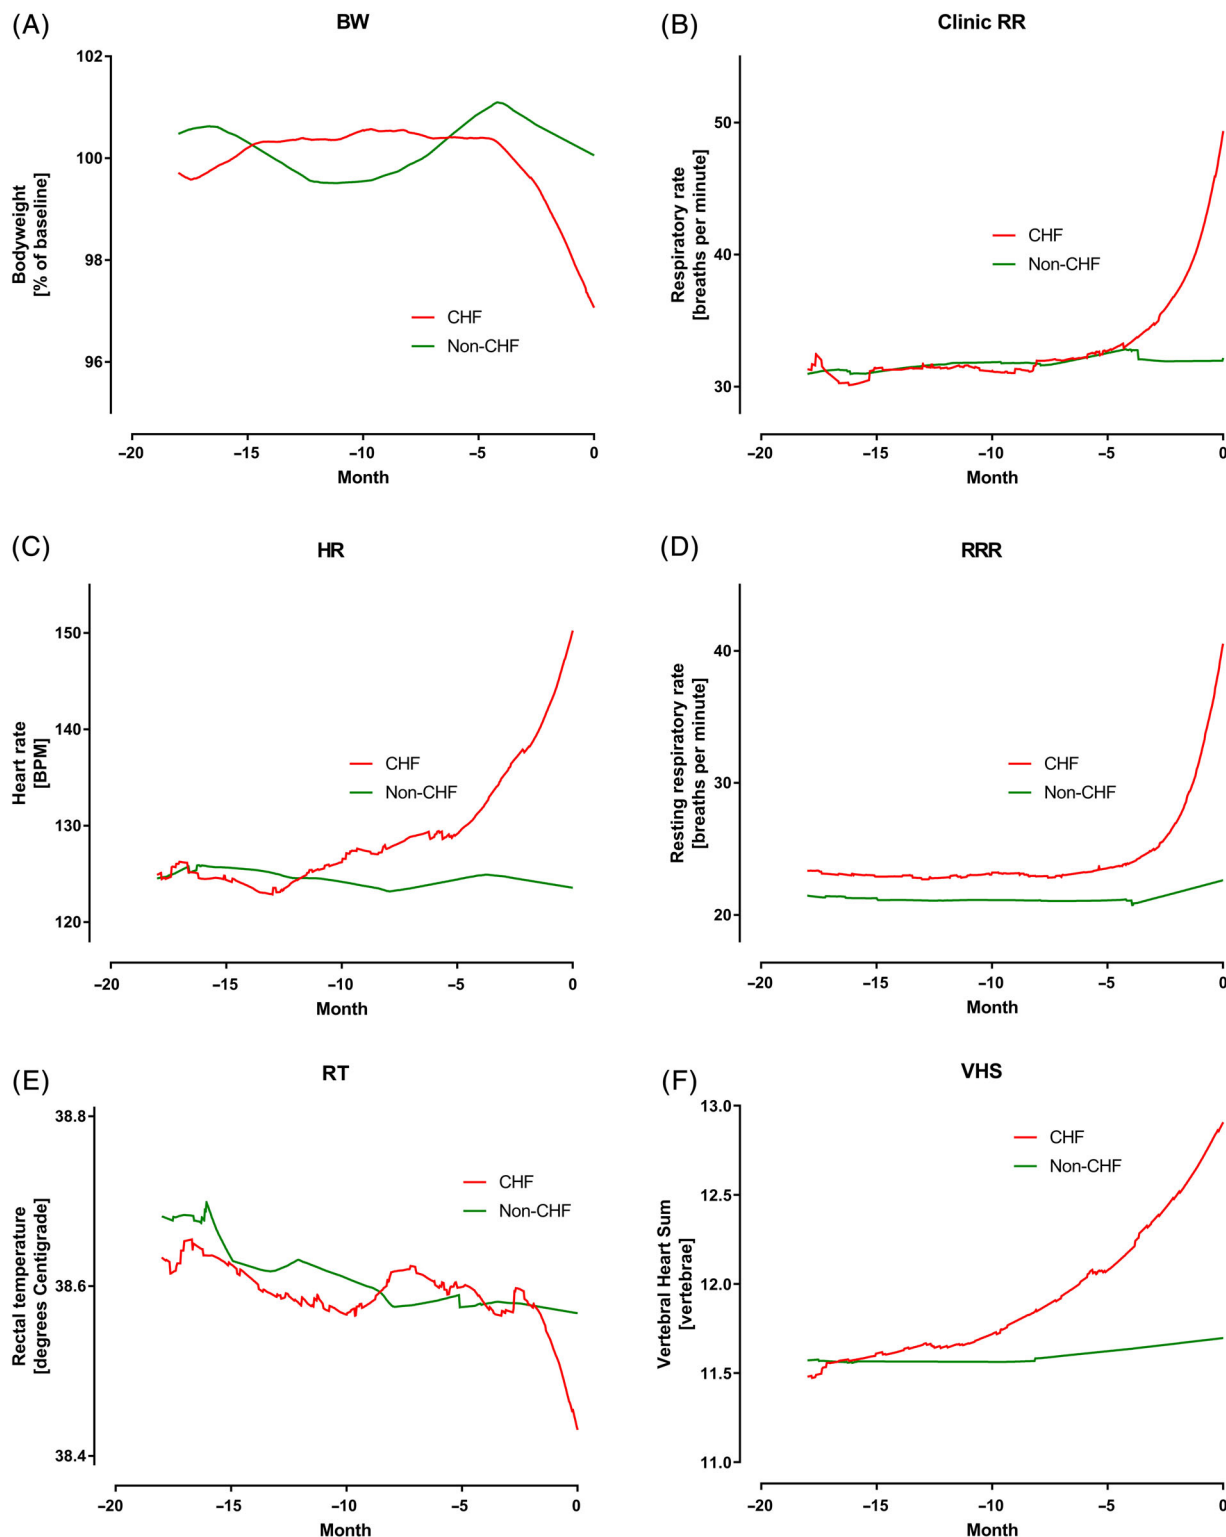 (A)
BW
102
100
98
96
Bodyweight
[% of baseline]
CHF
Non-CHF
−20
−15
−10
−5
0
Month
(B)
Clinic RR
50
40
30
Respiratory rate
[breaths per minute]
CHF
Non-CHF
−20
−15
−10
−5
0
Month
(C)
HR
150
140
130
120
Heart rate
[BPM]
CHF
Non-CHF
−20
−15
−10
−5
0
Month
(D)
RRR
40
30
20
Resting respiratory rate
[breaths per minute]
CHF
Non-CHF
−20
−15
−10
−5
0
Month
(E)
RT
38.8
38.6
38.4
Rectal temperature
[degrees Centigrade]
CHF
Non-CHF
−20
−15
−10
−5
0
Month
(F)
VHS
13.0
12.5
12.0
11.5
11.0
Vertebral Heart Sum
[vertebrae]
CHF
Non-CHF
−20
−15
−10
−5
0
Month